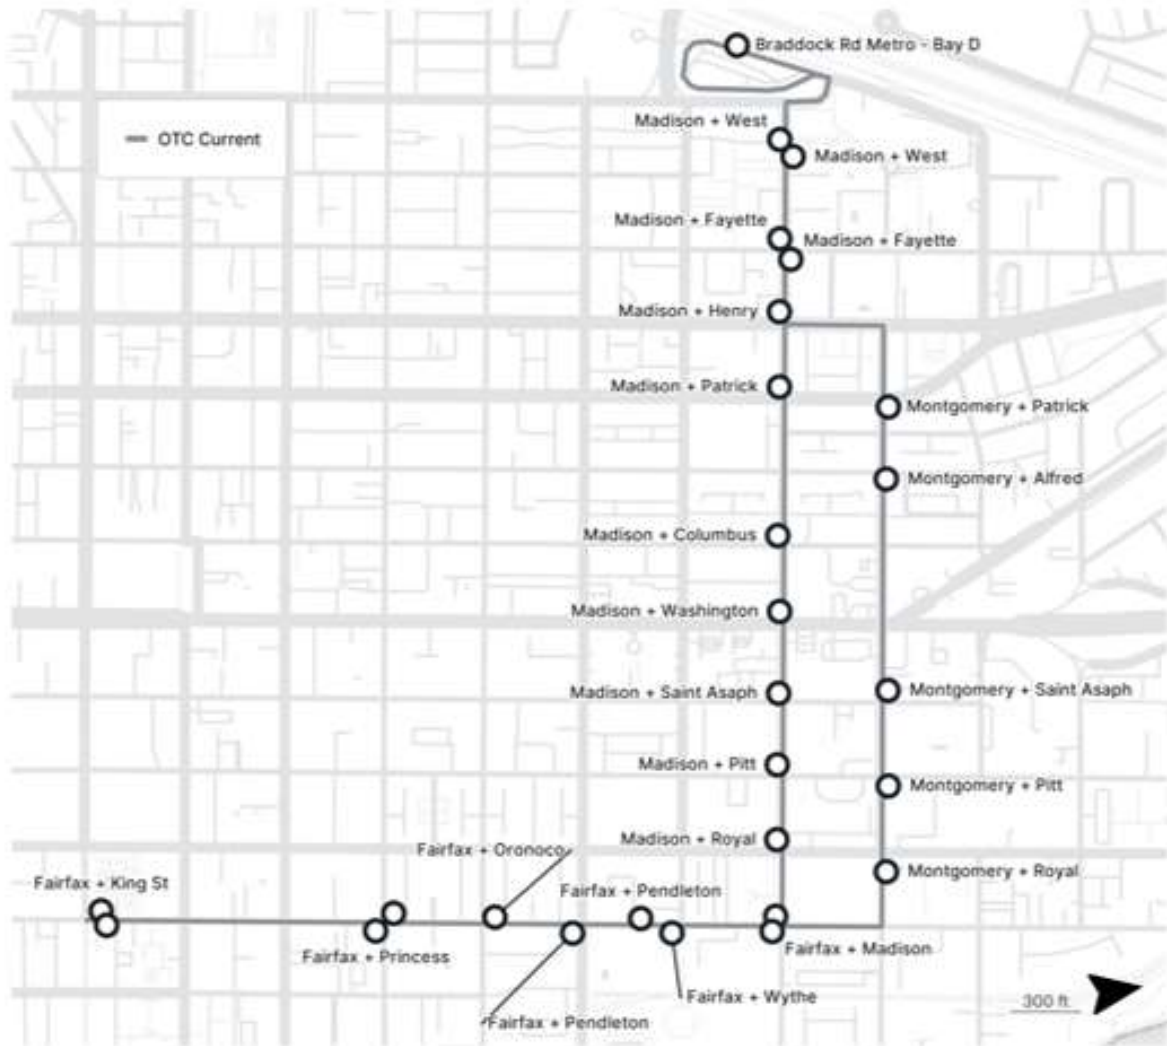 Braddock Rd Metro - Bay D
Madison + West
OTC Current
Madison + West
Madison + Fayette
Madison + Fayette
Madison + Henry
Madison + Patrick
Montgomery + Patrick
Montgomery + Alfred
Madison + Columbus
Madison + Washington
Madison + Saint Asaph
Montgomery + Saint Asaph
Madison + Pitt
Montgomery + Pitt
Madison + Royal
Fairfax + Oronoco
Montgomery + Royal
Fairfax + King St
Fairfax + Pendleton
Fairfax + Madison
Fairfax + Princess
Fairfax + Wythe
300 ft
Fairfax + Pendleton